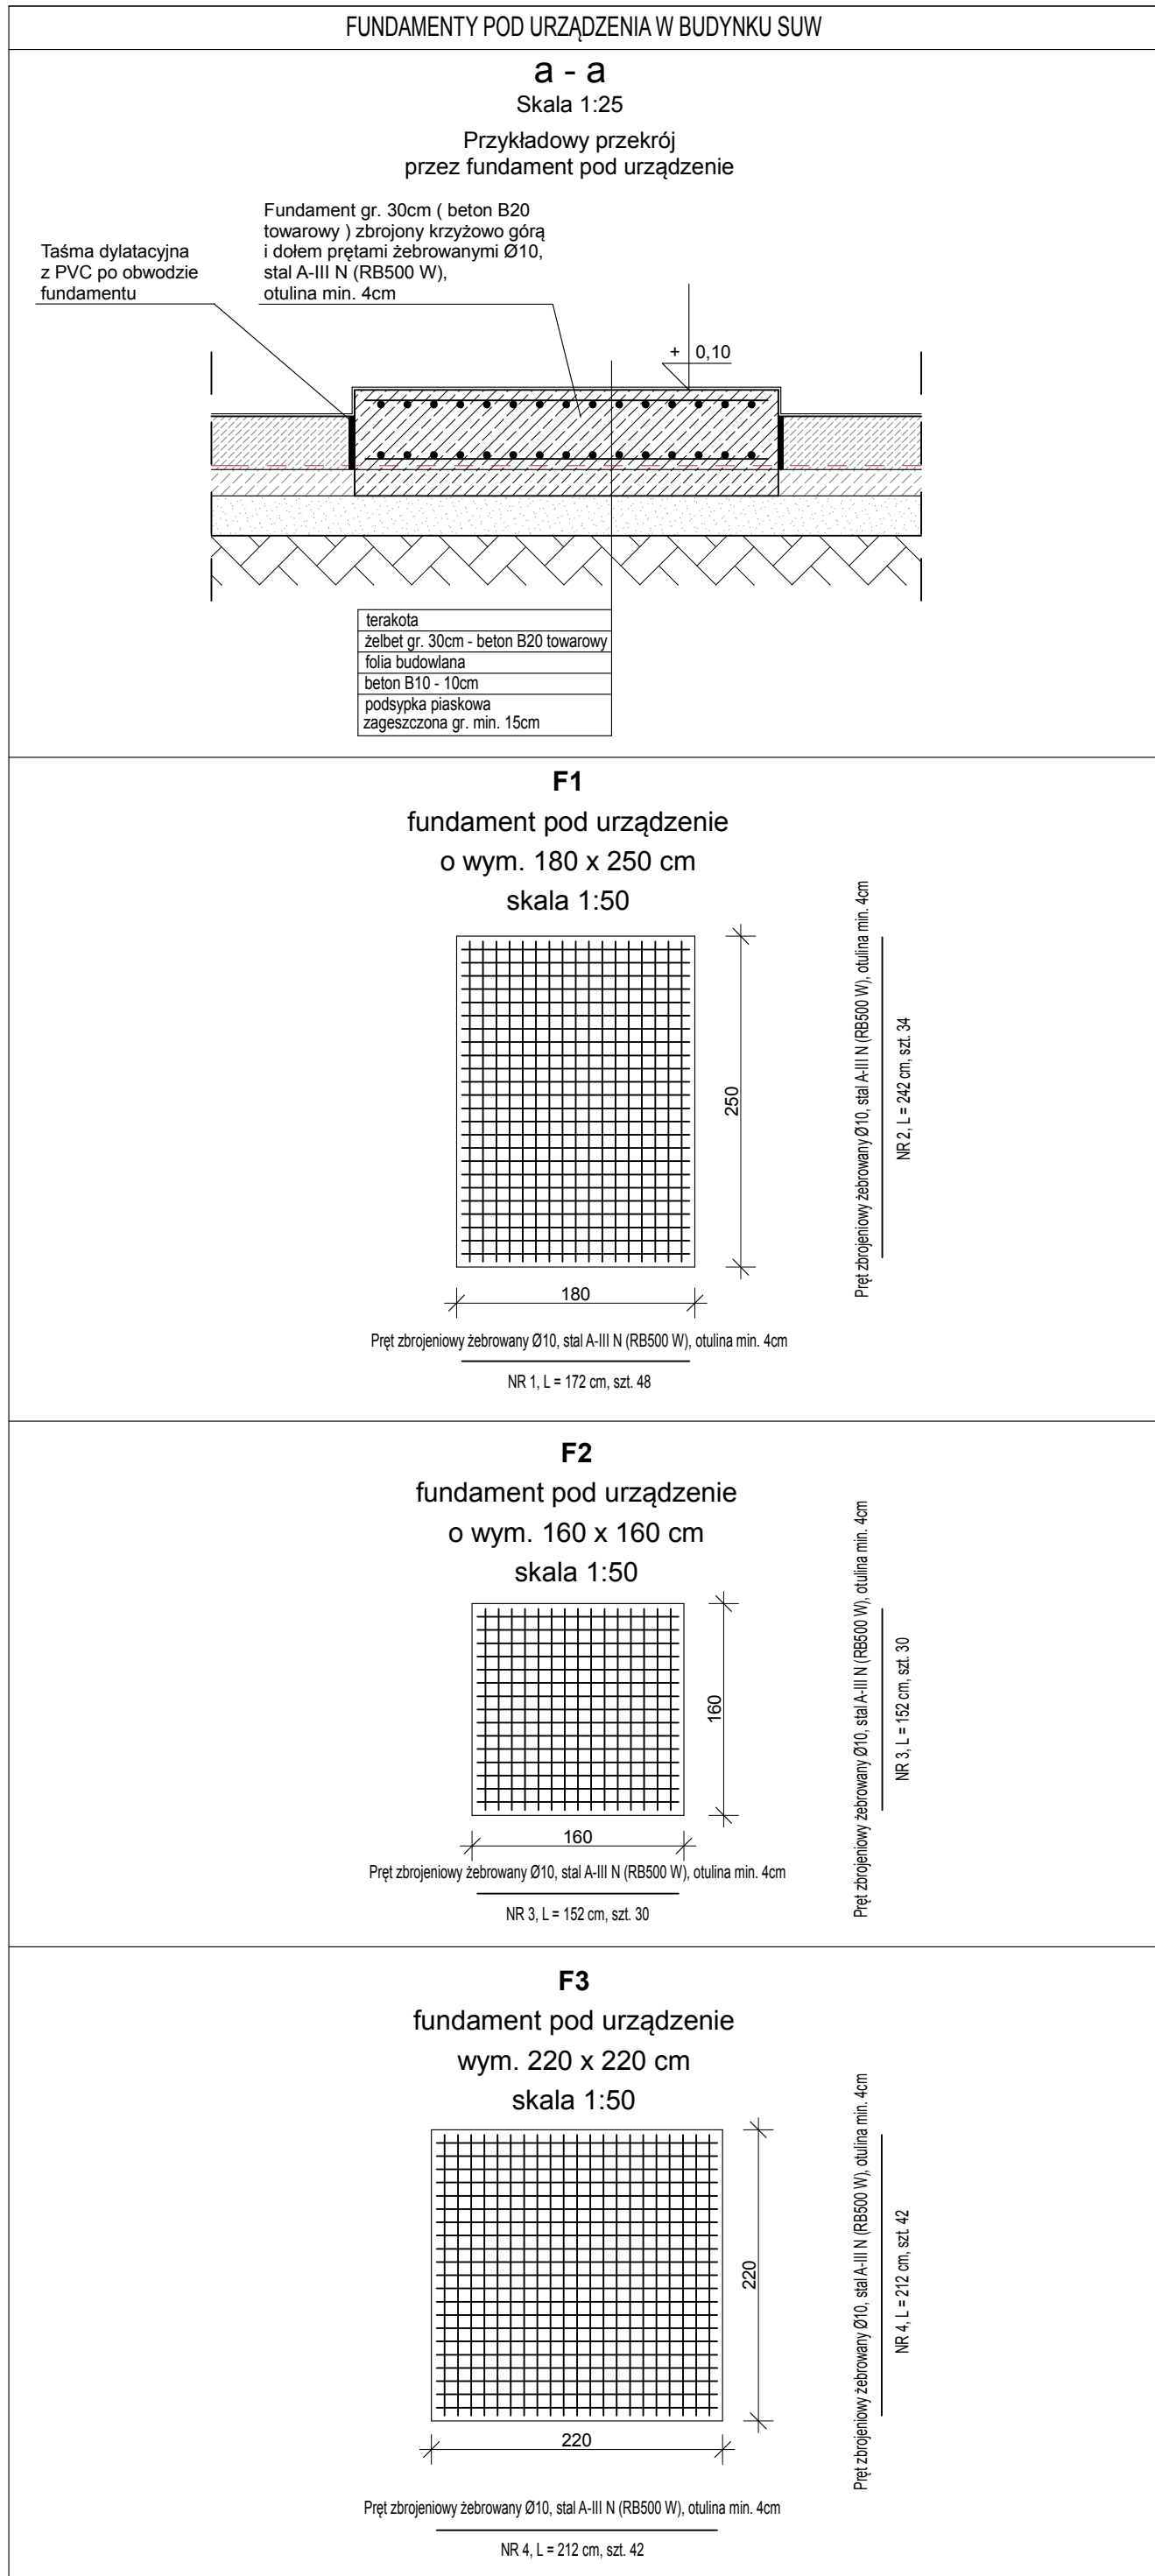 FUNDAMENTY POD URZĄDZENIA W BUDYNKU SUW
a - a
Skala 1:25
Przykładowy przekrój
przez fundament pod urządzenie
Taśma dylatacyjna
z PVC po obwodzie
fundamentu
Fundament gr. 30cm ( beton B20
towarowy ) zbrojony krzyżowo górą
i dołem prętami żebrowanymi Ø10,
stal A-III N (RB500 W),
otulina min. 4cm
+ 0,10
terakota
żelbet gr. 30cm - beton B20 towarowy
folia budowlana
beton B10 - 10cm
podsypka piaskowa
zageszczona gr. min. 15cm
F1
fundament pod urządzenie
o wym. 180 x 250 cm
skala 1:50
250
180
Pręt zbrojeniowy żebrowany Ø10, stal A-III N (RB500 W), otulina min. 4cm
NR 2, L = 242 cm, szt. 34
Pręt zbrojeniowy żebrowany Ø10, stal A-III N (RB500 W), otulina min. 4cm
NR 1, L = 172 cm, szt. 48
F2
fundament pod urządzenie
o wym. 160 x 160 cm
skala 1:50
160
160
Pręt zbrojeniowy żebrowany Ø10, stal A-III N (RB500 W), otulina min. 4cm
NR 3, L = 152 cm, szt. 30
Pręt zbrojeniowy żebrowany Ø10, stal A-III N (RB500 W), otulina min. 4cm
NR 3, L = 152 cm, szt. 30
F3
fundament pod urządzenie
wym. 220 x 220 cm
skala 1:50
220
220
Pręt zbrojeniowy żebrowany Ø10, stal A-III N (RB500 W), otulina min. 4cm
NR 4, L = 212 cm, szt. 42
Pręt zbrojeniowy żebrowany Ø10, stal A-III N (RB500 W), otulina min. 4cm
NR 4, L = 212 cm, szt. 42